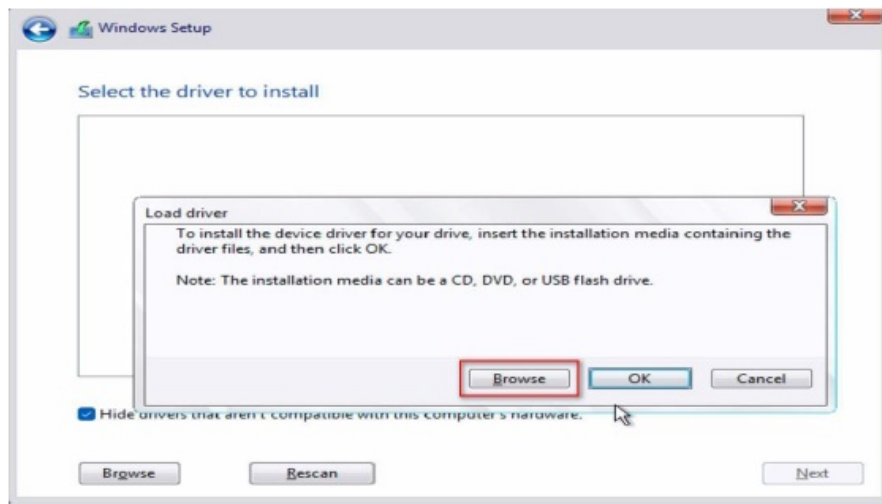 Windows Setup
Select the driver to install
Load driver
To install the device driver for your drive, insert the installation media containing the
driver files, and then click OK.
Note: The installation media can be a CD, DVD, or USB flash drive.
Browse
OK
Cancel
Hide drivers that aren't compatible with this computer's hardware.
Browse
Rescan
Next